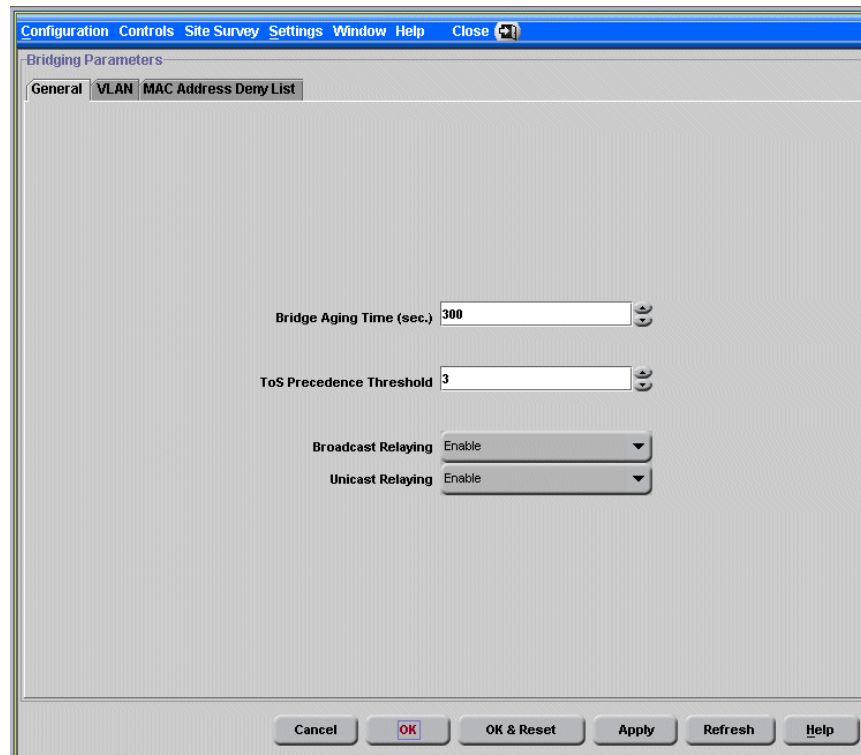 Configuration Controls Site Survey Settings Window Help Close
Bridging Parameters
General VLAN MAC Address Deny List
Bridge Aging Time (sec.) 300
ToS Precedence Threshold 3
Broadcast Relaying Enable
Unicast Relaying Enable
Cancel OK OK & Reset Apply Refresh Help